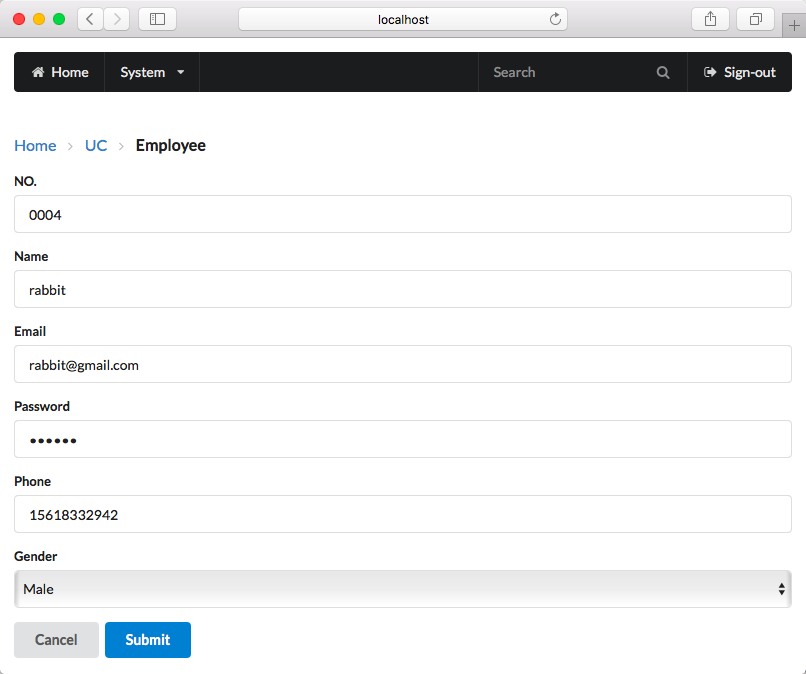 localhost
Home System Search Sign-out
Home UC Employee
NO.
0004
Name
rabbit
Email
rabbit@gmail.com
Password
••••••
Phone
15618332942
Gender
Male
Cancel Submit